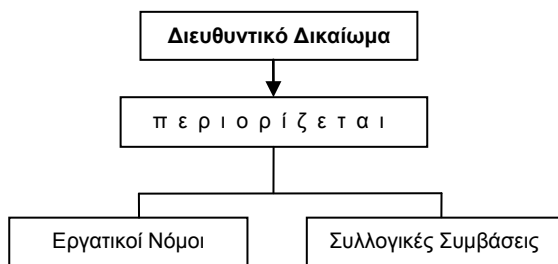 Διευθυντικό Δικαίωμα
π ε ρ ι ο ρ ί ζ ε τ α ι
Εργατικοί Νόμοι
Συλλογικές Συμβάσεις